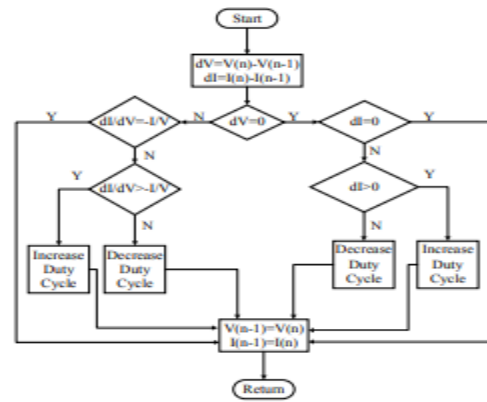 Start
dV=V(n)-V(n-1)
dI=I(n)-I(n-1)
Y
dI/dV=-I/V
N
dV=0
Y
dI=0
Y
N
N
Y
dI/dV>-I/V
dI>0
Y
N
N
Increase
Duty
Cycle
Decrease
Duty
Cycle
Decrease
Duty
Cycle
Increase
Duty
Cycle
V(n-1)=V(n)
I(n-1)=I(n)
Return